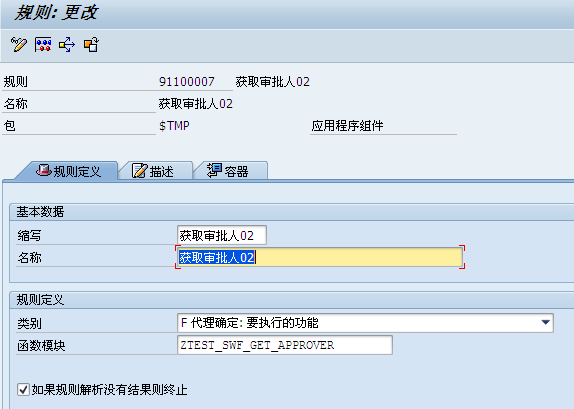 规则: 更改
规则 91100007 获取审批人02
名称 获取审批人02
包 $TMP 应用程序组件
规则定义 描述 容器
基本数据
缩写 获取审批人02
名称 获取审批人02
规则定义
类别 F 代理确定: 要执行的功能
函数模块 ZTEST_SWF_GET_APPROVER
如果规则解析没有结果则终止